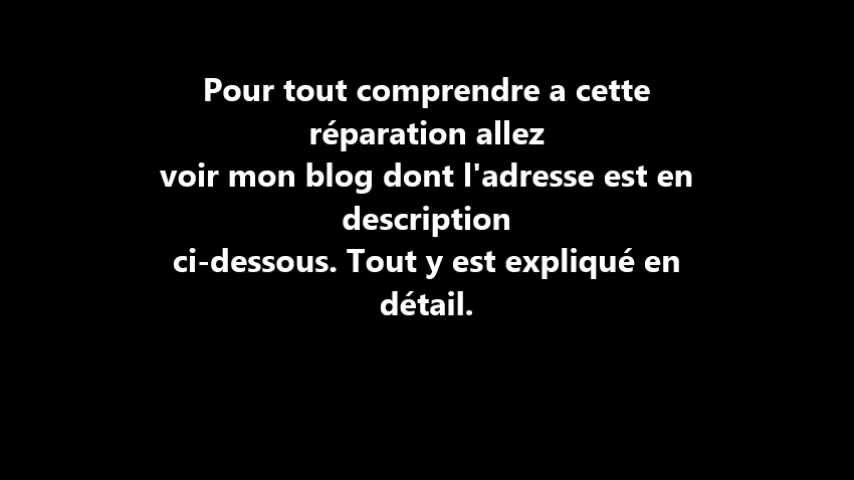 Pour tout comprendre a cette
réparation allez
voir mon blog dont l'adresse est en
description
ci-dessous. Tout y est expliqué en
détail.